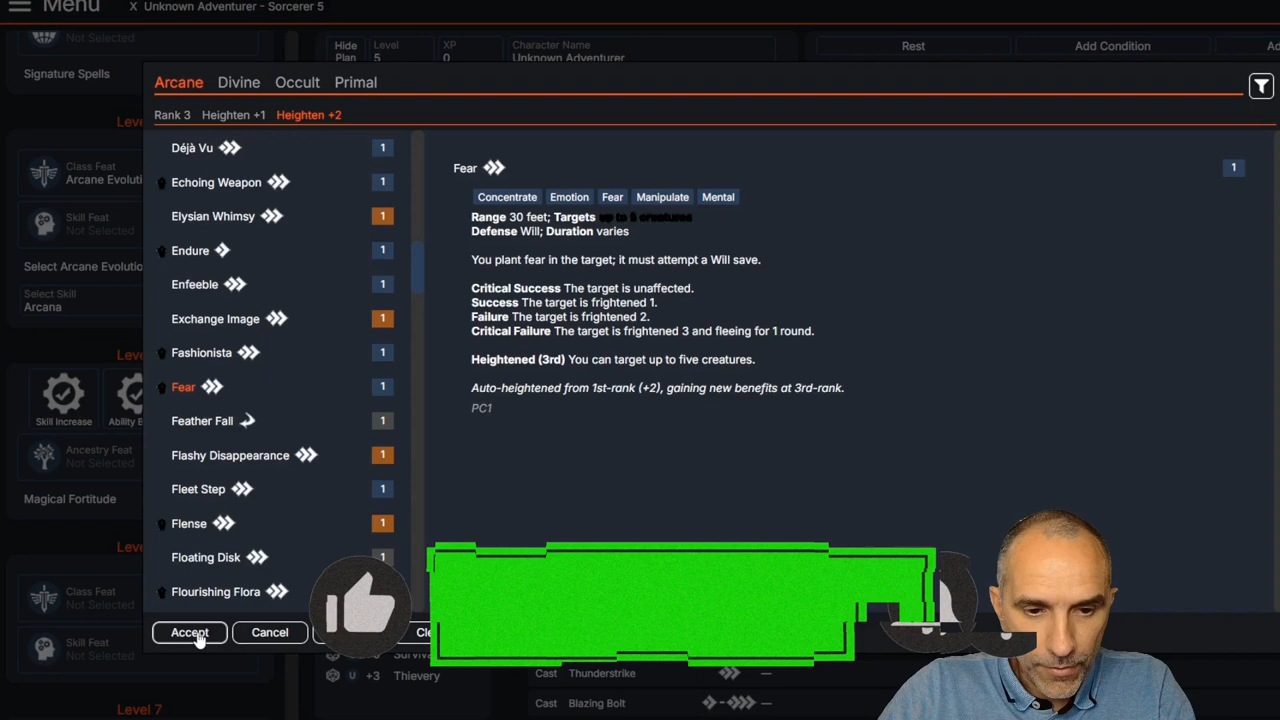 Menu
X Unknown Adventurer - Sorcerer 5
Not Selected
Signature Spells
Hide
Plan
Level
5
XP
0
Character Name
Unknown Adventurer
Rest
Add Condition
Arcane
Divine
Occult
Primal
Rank 3
Heighten +1
Heighten +2
Déjà Vu
1
Echoing Weapon
1
Elysian Whimsy
1
Endure
1
Enfeeble
1
Exchange Image
1
Fashionista
1
Fear
1
Feather Fall
1
Flashy Disappearance
1
Fleet Step
1
Flense
1
Floating Disk
1
Flourishing Flora
1
Fear
1
Concentrate
Emotion
Fear
Manipulate
Mental
Range 30 feet; Targets up to 5 creatures
Defense Will; Duration varies
You plant fear in the target; it must attempt a Will save.
Critical Success The target is unaffected.
Success The target is frightened 1.
Failure The target is frightened 2.
Critical Failure The target is frightened 3 and fleeing for 1 round.
Heightened (3rd) You can target up to five creatures.
Auto-heightened from 1st-rank (+2), gaining new benefits at 3rd-rank.
PC1
Class Feat
Arcane Evolution
Skill Feat
Not Selected
Select Arcane Evolution
Select Skill
Arcana
Skill Increase
Ancestry Feat
Not Selected
Magical Fortitude
Class Feat
Not Selected
Skill Feat
Not Selected
Level 7
Accept
Cancel
U
+3
Thievery
Cast
Thunderstrike
—
Cast
Blazing Bolt
—